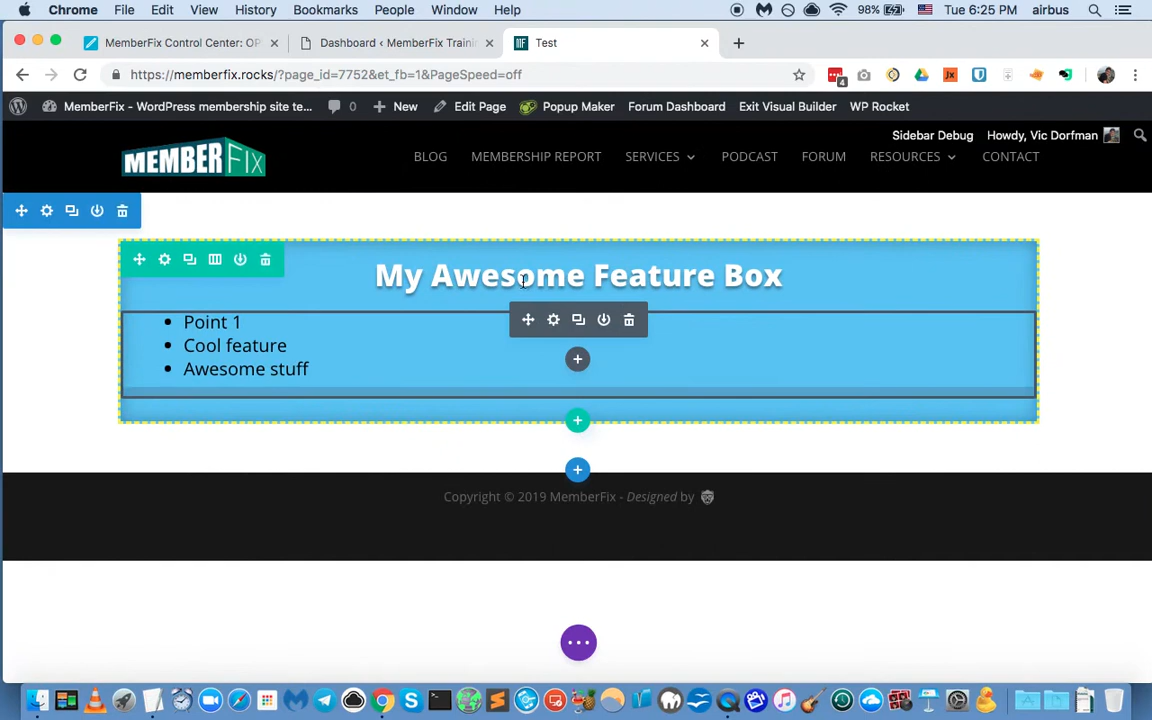 Chrome File Edit View History Bookmarks People Window Help 98% Tue 6:25 PM airbus
MemberFix Control Center: OP Dashboard ‹ MemberFix Trainin Test
https://memberfix.rocks/?page_id=7752&et_fb=1&PageSpeed=off 4
MemberFix - WordPress membership site te... 0 New Edit Page Popup Maker Forum Dashboard Exit Visual Builder WP Rocket
Sidebar Debug Howdy, Vic Dorfman
MEMBERFIX BLOG MEMBERSHIP REPORT SERVICES PODCAST FORUM RESOURCES CONTACT
My Awesome Feature Box
• Point 1
• Cool feature
• Awesome stuff
Copyright © 2019 MemberFix - Designed by